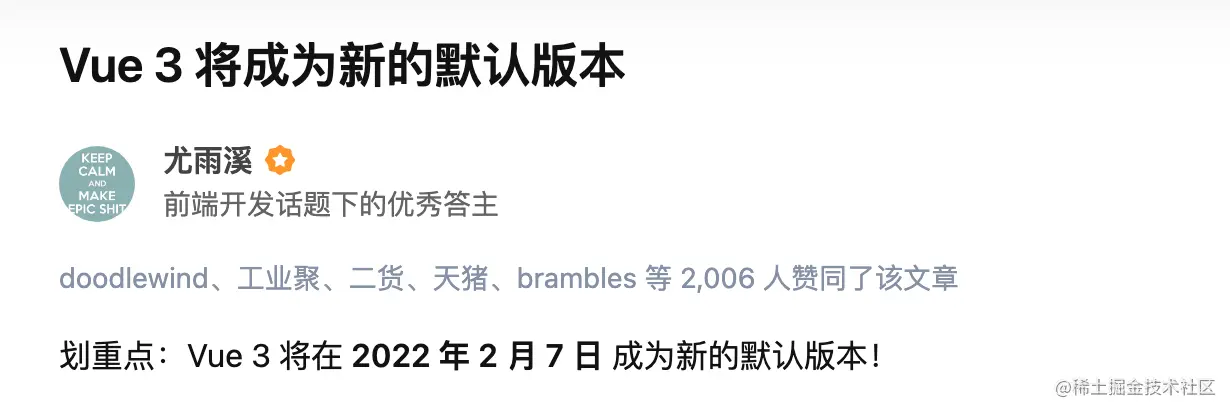 Vue 3 将成为新的默认版本
KEEP
CALM
AND
MAKE
EPIC SHIT
尤雨溪
前端开发话题下的优秀答主
doodlewind、工业聚、二货、天猪、brambles 等 2,006 人赞同了该文章
划重点：Vue 3 将在 2022 年 2 月 7 日 成为新的默认版本！
@稀土掘金技术社区